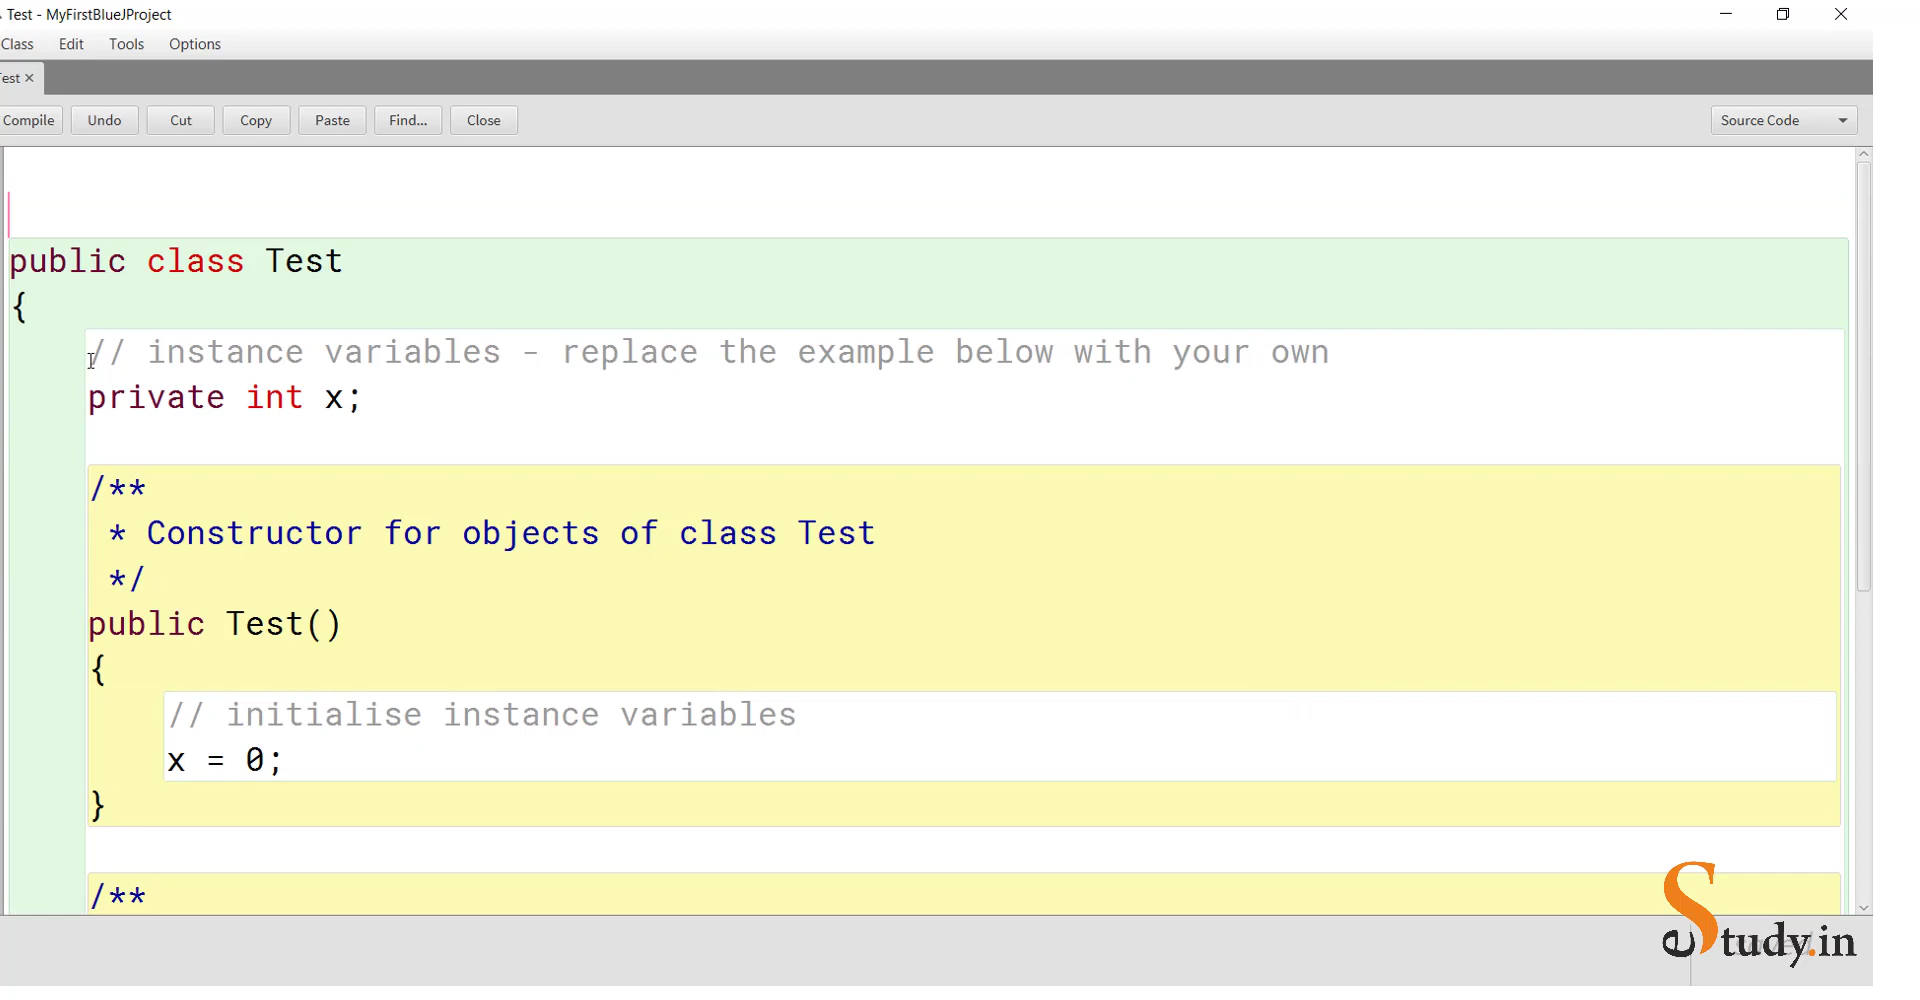 Test - MyFirstBlueJProject
Class Edit Tools Options
Test ×
Compile Undo Cut Copy Paste Find... Close Source Code
public class Test
{
// instance variables - replace the example below with your own
private int x;
/**
* Constructor for objects of class Test
*/
public Test()
{
// initialise instance variables
x = 0;
}
/**
eStudy.in